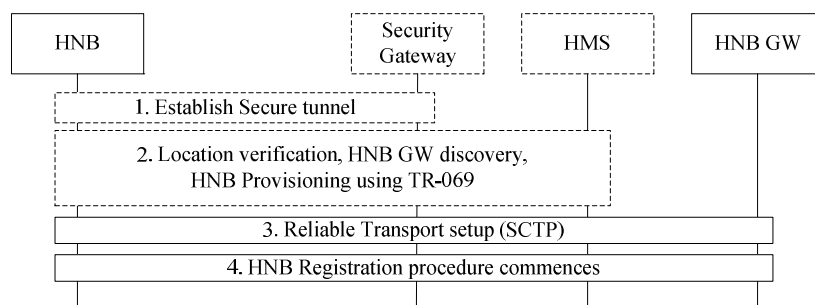 HNB
Security
Gateway
HMS
HNB GW
1. Establish Secure tunnel
2. Location verification, HNB GW discovery,
HNB Provisioning using TR-069
3. Reliable Transport setup (SCTP)
4. HNB Registration procedure commences